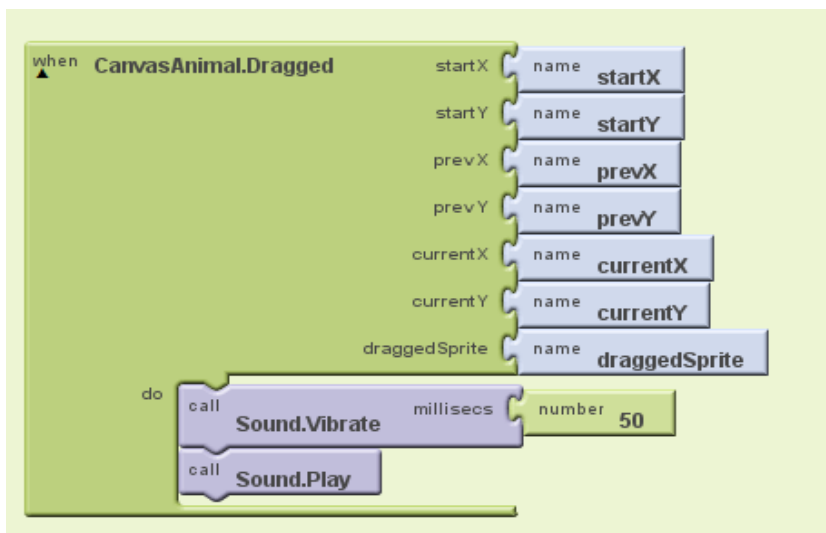 when CanvasAnimal.Dragged startX name startX
startY name startY
prevX name prevX
prevY name prevY
currentX name currentX
currentY name currentY
draggedSprite name draggedSprite
do call Sound.Vibrate millisecs number 50
call Sound.Play